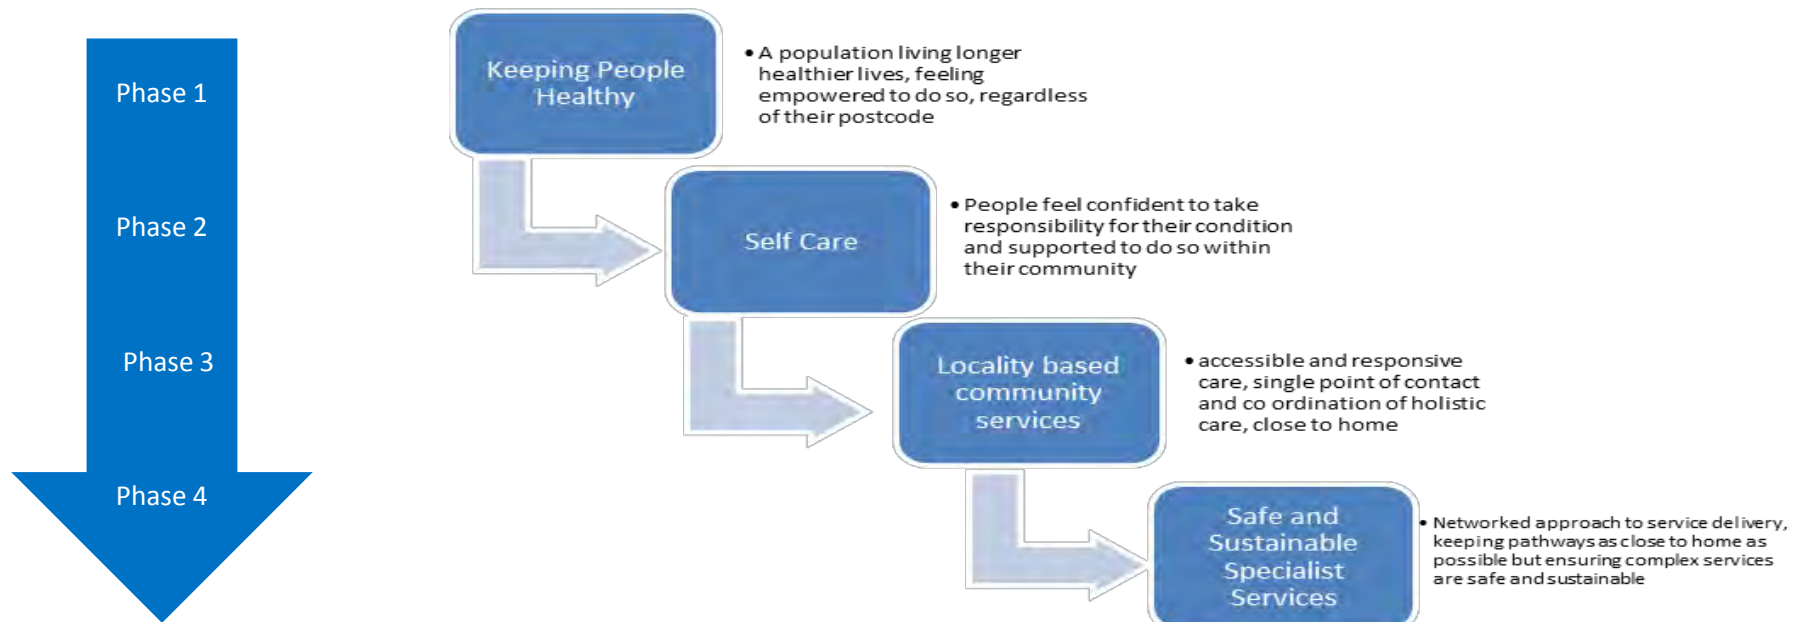 Phase 1
Keeping People
Healthy
• A population living longer
healthier lives, feeling
empowered to do so, regardless
of their postcode
Phase 2
Self Care
• People feel confident to take
responsibility for their condition
and supported to do so within
their community
Phase 3
Locality based
community
services
• accessible and responsive
care, single point of contact
and co ordination of holistic
care, close to home
Phase 4
Safe and
Sustainable
Specialist
Services
• Networked approach to service delivery,
keeping pathways as close to home as
possible but ensuring complex services
are safe and sustainable